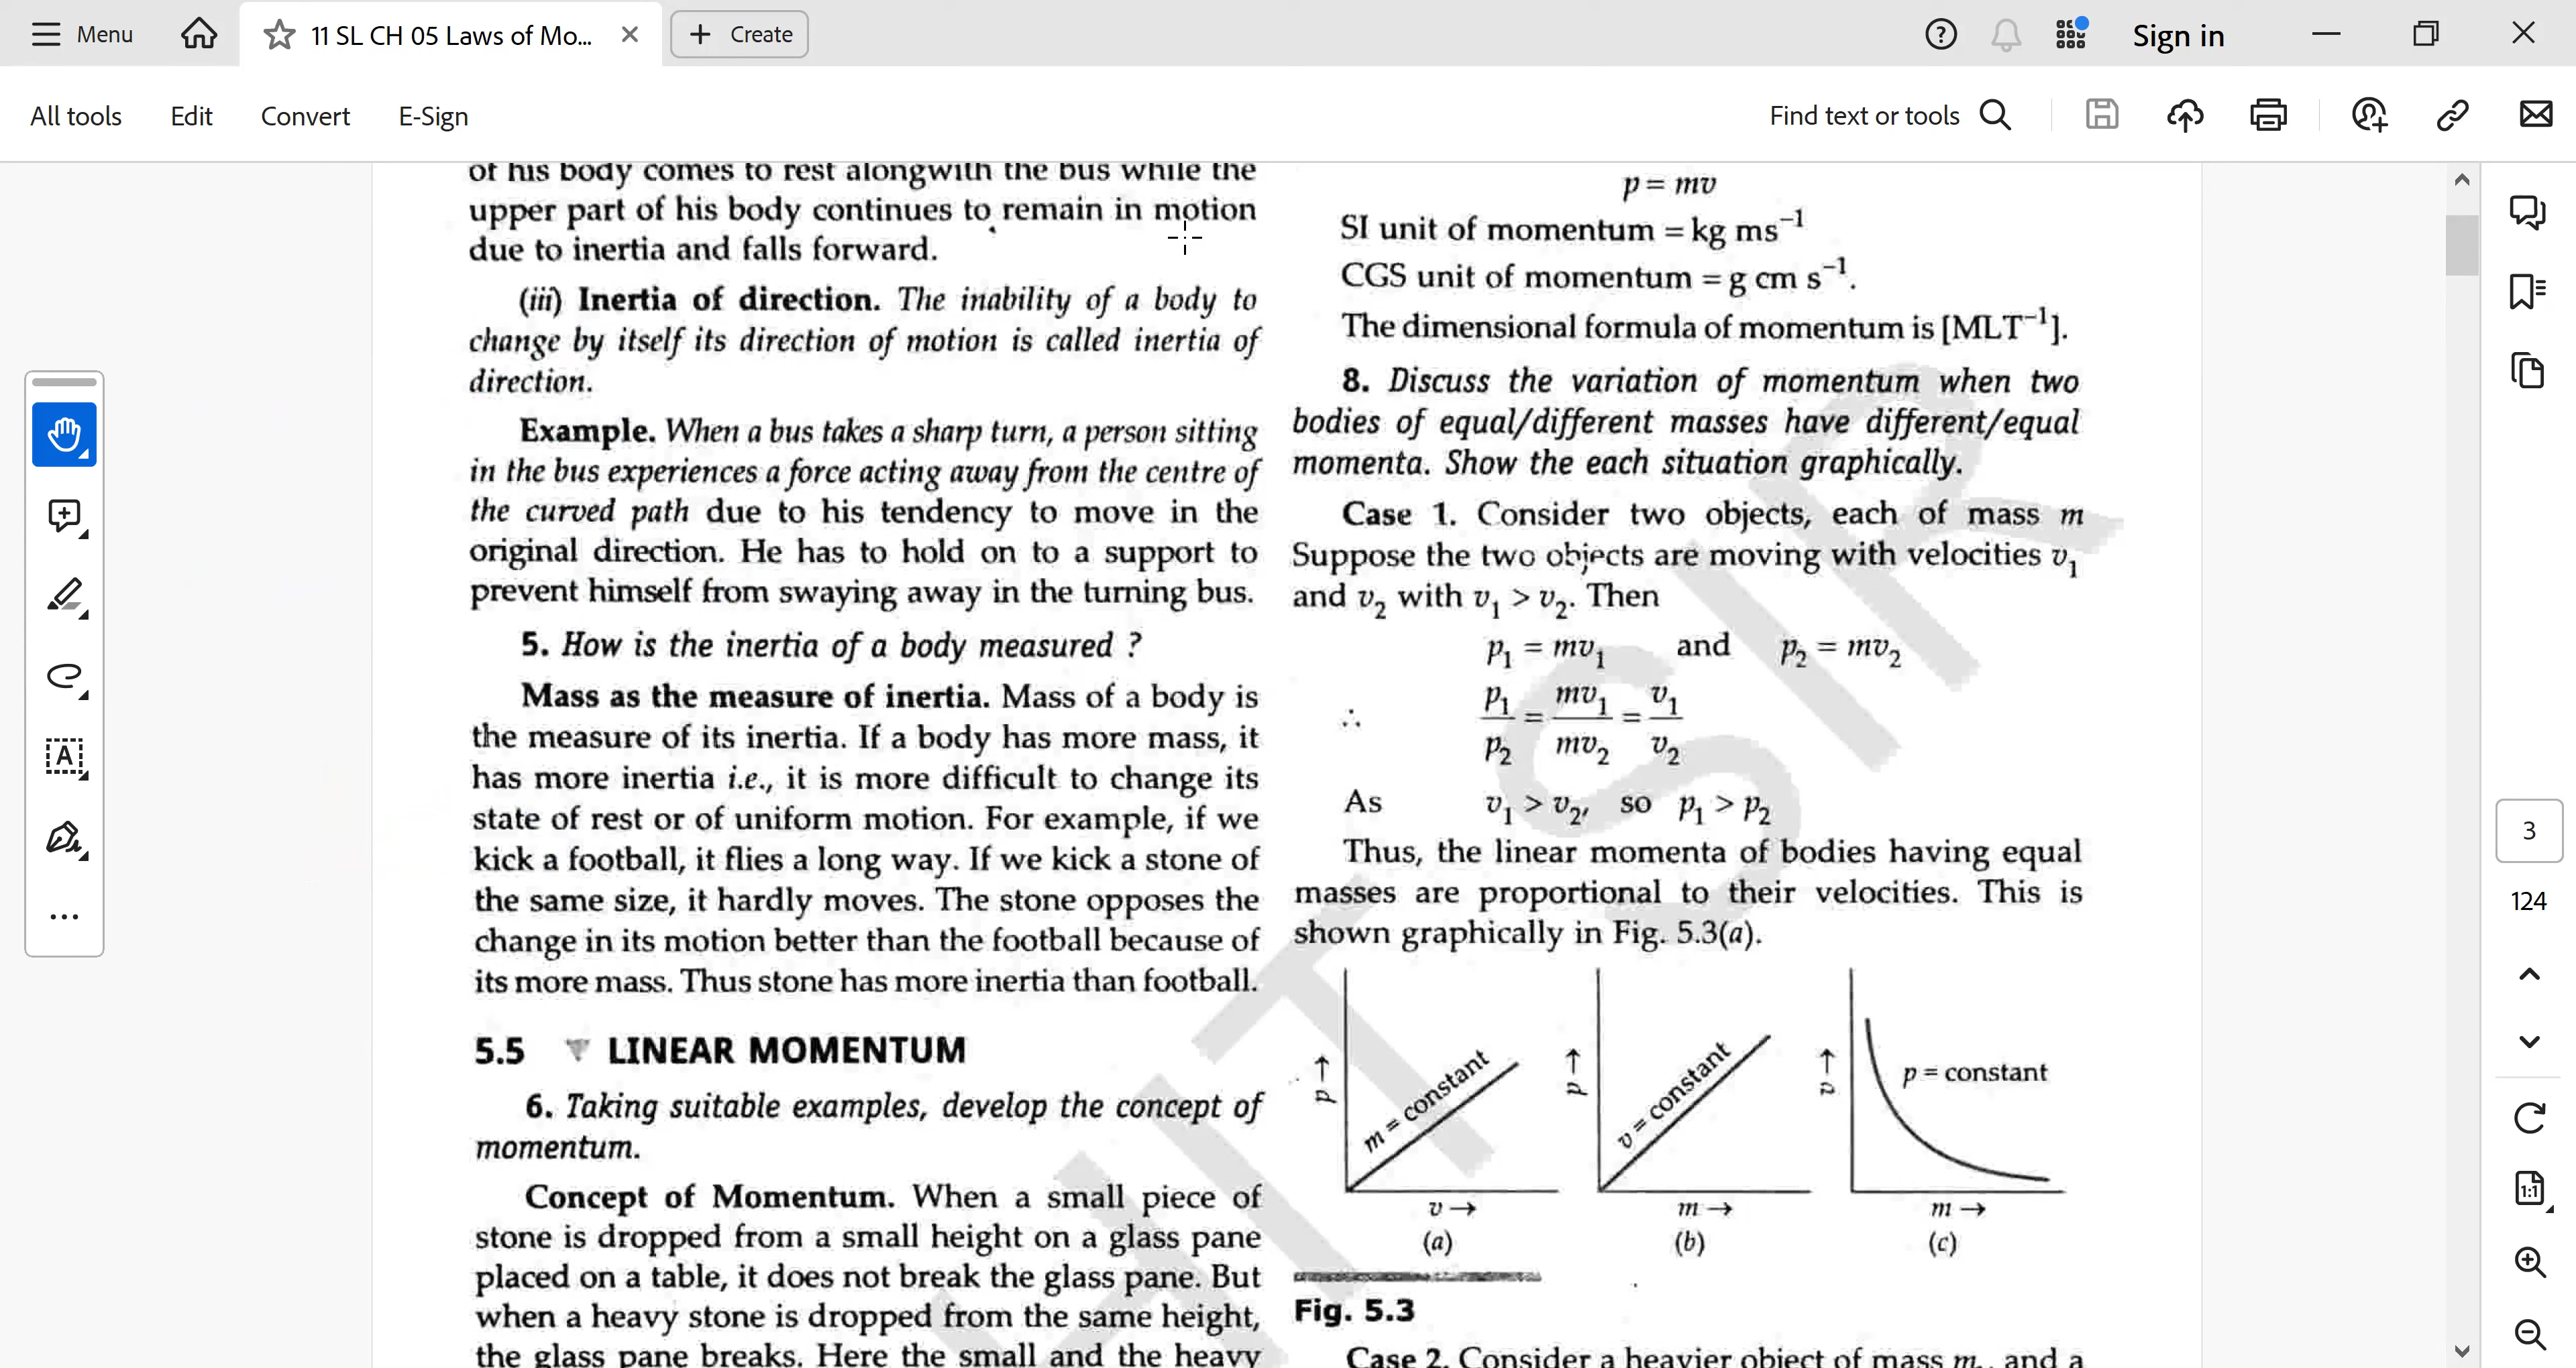 Menu
11 SL CH 05 Laws of Mo...
Create
Sign in
All tools
Edit
Convert
E-Sign
Find text or tools
of his body comes to rest alongwith the bus while the
upper part of his body continues to remain in motion
due to inertia and falls forward.
(iii) Inertia of direction. The inability of a body to
change by itself its direction of motion is called inertia of
direction.
Example. When a bus takes a sharp turn, a person sitting
in the bus experiences a force acting away from the centre of
the curved path due to his tendency to move in the
original direction. He has to hold on to a support to
prevent himself from swaying away in the turning bus.
5. How is the inertia of a body measured ?
Mass as the measure of inertia. Mass of a body is
the measure of its inertia. If a body has more mass, it
has more inertia i.e., it is more difficult to change its
state of rest or of uniform motion. For example, if we
kick a football, it flies a long way. If we kick a stone of
the same size, it hardly moves. The stone opposes the
change in its motion better than the football because of
its more mass. Thus stone has more inertia than football.
5.5 LINEAR MOMENTUM
6. Taking suitable examples, develop the concept of
momentum.
Concept of Momentum. When a small piece of
stone is dropped from a small height on a glass pane
placed on a table, it does not break the glass pane. But
when a heavy stone is dropped from the same height,
the glass pane breaks. Here the small and the heavy
p = mv
SI unit of momentum = kg ms⁻¹
CGS unit of momentum = g cm s⁻¹.
The dimensional formula of momentum is [MLT⁻¹].
8. Discuss the variation of momentum when two
bodies of equal/different masses have different/equal
momenta. Show the each situation graphically.
Case 1. Consider two objects, each of mass m
Suppose the two objects are moving with velocities v₁
and v₂ with v₁ > v₂. Then
p₁ = mv₁ and p₂ = mv₂
∴ p₁/p₂ = mv₁/mv₂ = v₁/v₂
As v₁ > v₂, so p₁ > p₂
Thus, the linear momenta of bodies having equal
masses are proportional to their velocities. This is
shown graphically in Fig. 5.3(a).
p →
m = constant
v →
(a)
p →
v = constant
m →
(b)
v →
p = constant
m →
(c)
Fig. 5.3
Case 2. Consider a heavier object of mass m₁ and a
SIR
3
124
1:1